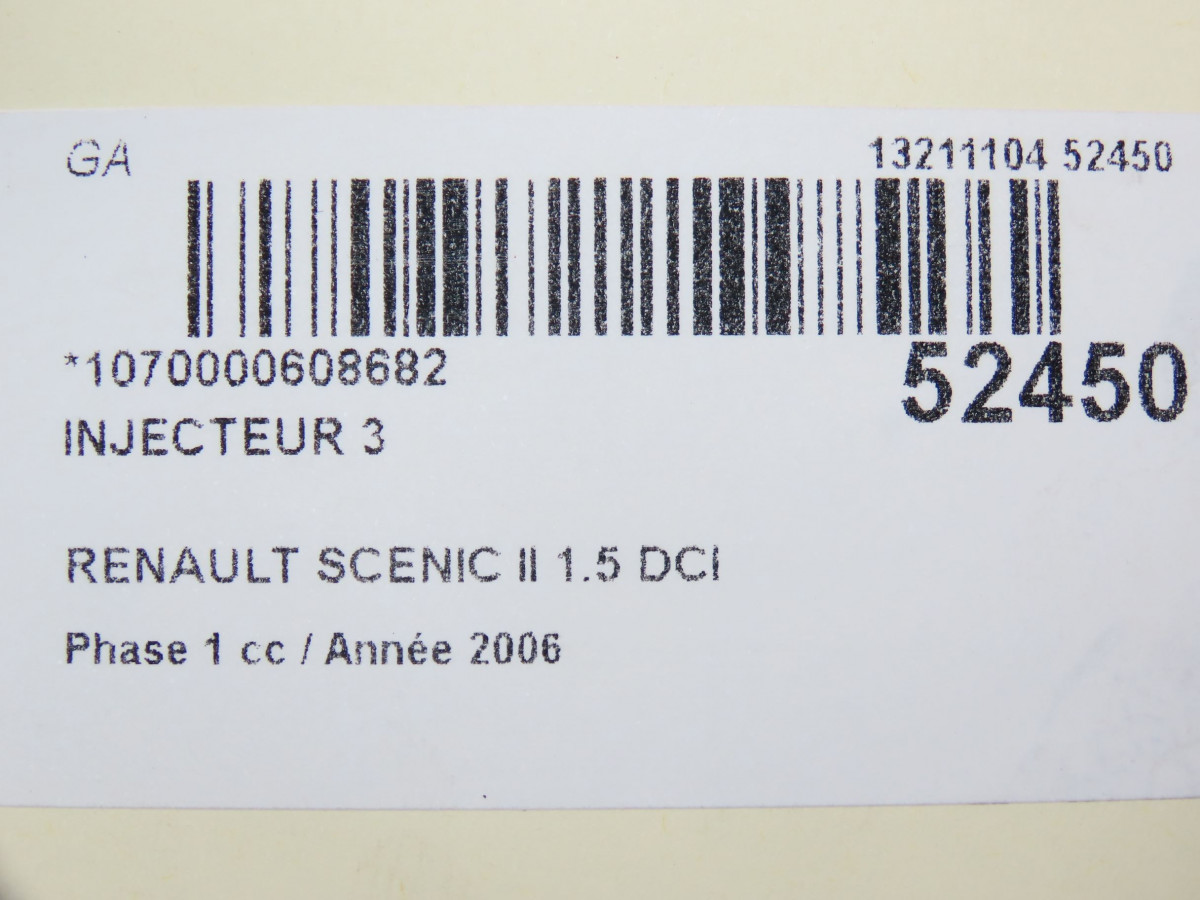 GA 13211104 52450
*1070000608682 52450
INJECTEUR 3
RENAULT SCENIC II 1.5 DCI
Phase 1 cc / Année 2006